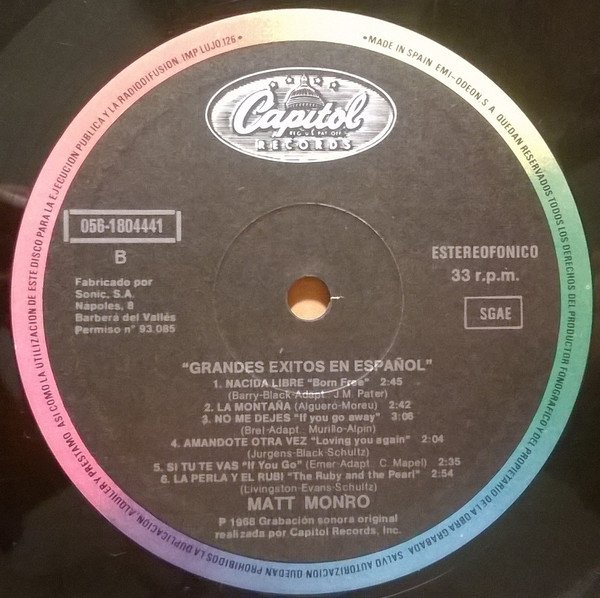 • MADE IN SPAIN EMI-ODEON S A QUEDAN RESERVADOS TODOS LOS DERECHOS DEL PRODUCTOR FONOGRAFICO Y DEL PROPIETARIO DE LA OBRA GRABADA. SALVO AUTORIZACION QUEDAN PROHIBIDOS LA DUPLICACION, ALQUILER Y PRESTAMO ASI COMO LA UTILIZACION DE ESTE DISCO PARA LA EJECUCION PUBLICA Y LA RADIODIFUSION IMP LUJO 126 •
Capitol
REG U.S. PAT OFF
RECORDS
056-1804441
B
Fabricado por
Sonic, S.A.
Napoles, 8
Barberá del Vallés
Permiso n° 93.085
ESTEREOFONICO
33 r.p.m.
SGAE
"GRANDES EXITOS EN ESPAÑOL"
1. NACIDA LIBRE "Born Free" 2:45
(Barry-Black-Adapt. J.M. Pater)
2. LA MONTAÑA (Algueró-Moreu) 2:42
3. NO ME DEJES "If you go away" 3:06
(Brel-Adapt. Murillo-Alpin)
4. AMANDOTE OTRA VEZ "Loving you again" 2:04
(Jurgens-Black-Schultz)
5. SI TU TE VAS "If You Go" (Emer-Adapt. C. Mapel) 2:35
6. LA PERLA Y EL RUBI "The Ruby and the Pearl" 2:54
(Livingston-Evans-Schultz)
MATT MONRO
P 1968 Grabación sonora original
realizada por Capitol Records, Inc.